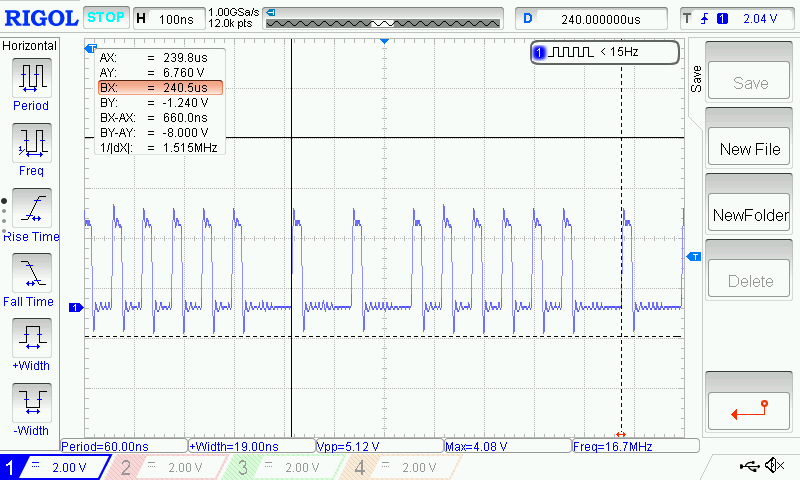 RIGOL STOP H 100ns 1.00GSa/s 12.0k pts D 240.000000us T 1 2.04 V
Horizontal
Period
Freq
Rise Time
Fall Time
+Width
-Width
AX: = 239.8us
AY: = 6.760 V
BX: = 240.5us
BY: = -1.240 V
BX-AX: = 660.0ns
BY-AY: = -8.000 V
1/|dX|: = 1.515MHz
1 < 15Hz
T
1
T
Save
Save
New File
NewFolder
Delete
Period=60.00ns +Width=19.00ns Vpp=5.12 V Max=4.08 V Freq=16.7MHz
1 2.00 V 2 2.00 V 3 2.00 V 4 2.00 V